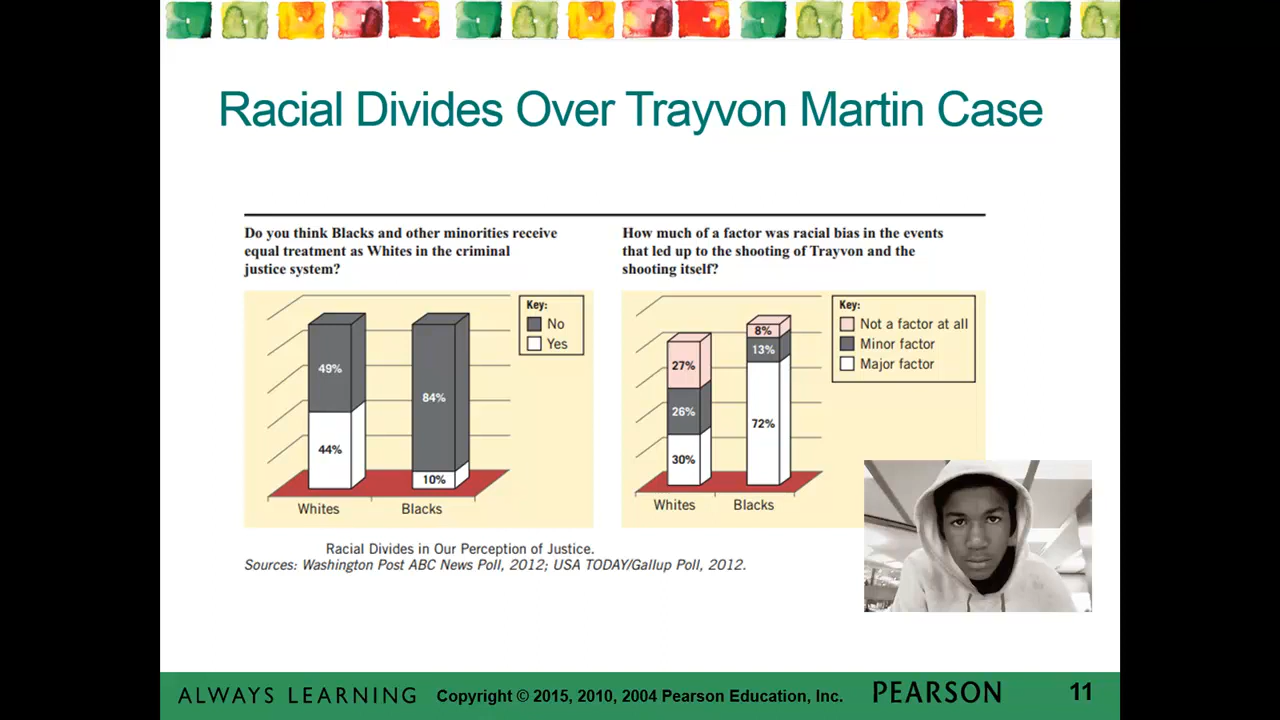 Racial Divides Over Trayvon Martin Case
Do you think Blacks and other minorities receive
equal treatment as Whites in the criminal
justice system?
Key:
No
Yes
49%
44%
84%
10%
Whites
Blacks
How much of a factor was racial bias in the events
that led up to the shooting of Trayvon and the
shooting itself?
Key:
Not a factor at all
Minor factor
Major factor
27%
26%
30%
8%
13%
72%
Whites
Blacks
Racial Divides in Our Perception of Justice.
Sources: Washington Post ABC News Poll, 2012; USA TODAY/Gallup Poll, 2012.
ALWAYS LEARNING
Copyright © 2015, 2010, 2004 Pearson Education, Inc.
PEARSON
11